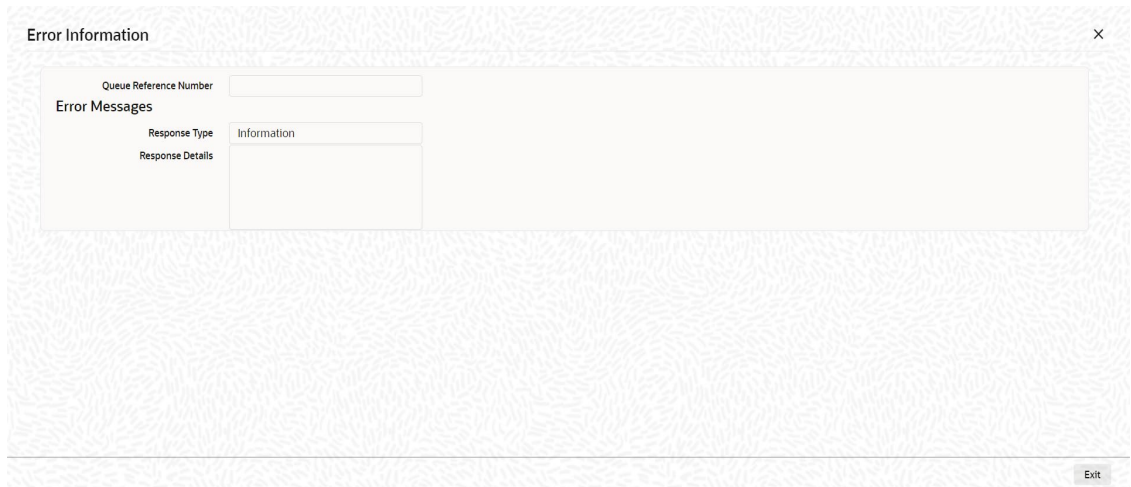 Error Information
Queue Reference Number
Error Messages
Response Type Information
Response Details
Exit